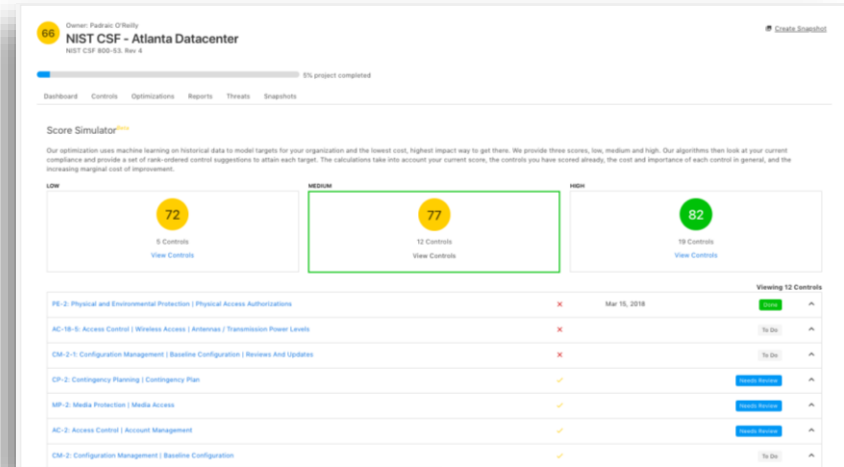 66
Owner: Padraic O'Reilly
NIST CSF - Atlanta Datacenter
NIST CSF 800-53. Rev 4
Create Snapshot
5% project completed
Dashboard Controls Optimizations Reports Threats Snapshots
Score Simulator Beta
Our optimization uses machine learning on historical data to model targets for your organization and the lowest cost, highest impact way to get there. We provide three scores, low, medium and high. Our algorithms then look at your current
compliance and provide a set of rank-ordered control suggestions to attain each target. The calculations take into account your current score, the controls you have scored already, the cost and importance of each control in general, and the
increasing marginal cost of improvement.
LOW MEDIUM HIGH
72 77 82
5 Controls 12 Controls 19 Controls
View Controls View Controls View Controls
Viewing 12 Controls
PE-2: Physical and Environmental Protection | Physical Access Authorizations Mar 15, 2018 Done
AC-18-5: Access Control | Wireless Access | Antennas / Transmission Power Levels To Do
CM-2-1: Configuration Management | Baseline Configuration | Reviews And Updates To Do
CP-2: Contingency Planning | Contingency Plan Needs Review
MP-2: Media Protection | Media Access Needs Review
AC-2: Access Control | Account Management Needs Review
CM-2: Configuration Management | Baseline Configuration To Do